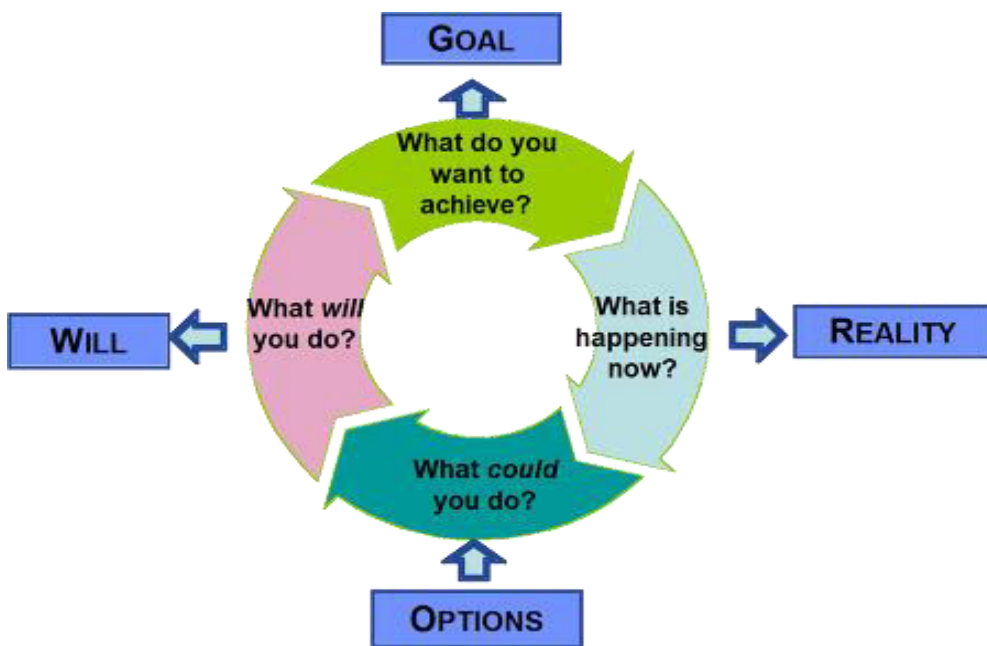 GOAL
What do you
want to
achieve?
What is
happening
now?
REALITY
What could
you do?
OPTIONS
What will
you do?
WILL